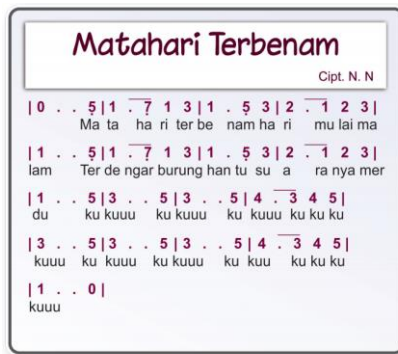 Matahari Terbenam
Cipt. N. N
|0 . . 5̣|1 . 7̣ 1 3|1 . 5̣ 3|2 . 1 2 3|
Ma ta ha ri ter be nam ha ri mu lai ma
|1 . . 5̣|1 . 7̣ 1 3|1 . 5̣ 3|2 . 1 2 3|
lam Ter de ngar burung han tu su a ra nya mer
|1 . . 5|3 . . 5|3 . . 5|4 . 3 4 5|
du ku kuuu ku kuuu ku kuuu ku ku ku
|3 . . 5|3 . . 5|3 . . 5|4 . 3 4 5|
kuuu ku kuuu ku kuuu ku kuu ku ku ku
|1 . . 0|
kuuu